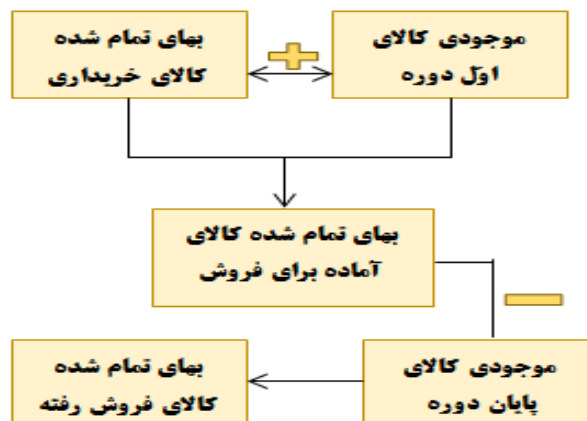 موجودی کالای
اوّل دوره
بهای تمام شده
کالای خریداری
بهای تمام شده کالای
آماده برای فروش
موجودی کالای
پایان دوره
بهای تمام شده
کالای فروش رفته